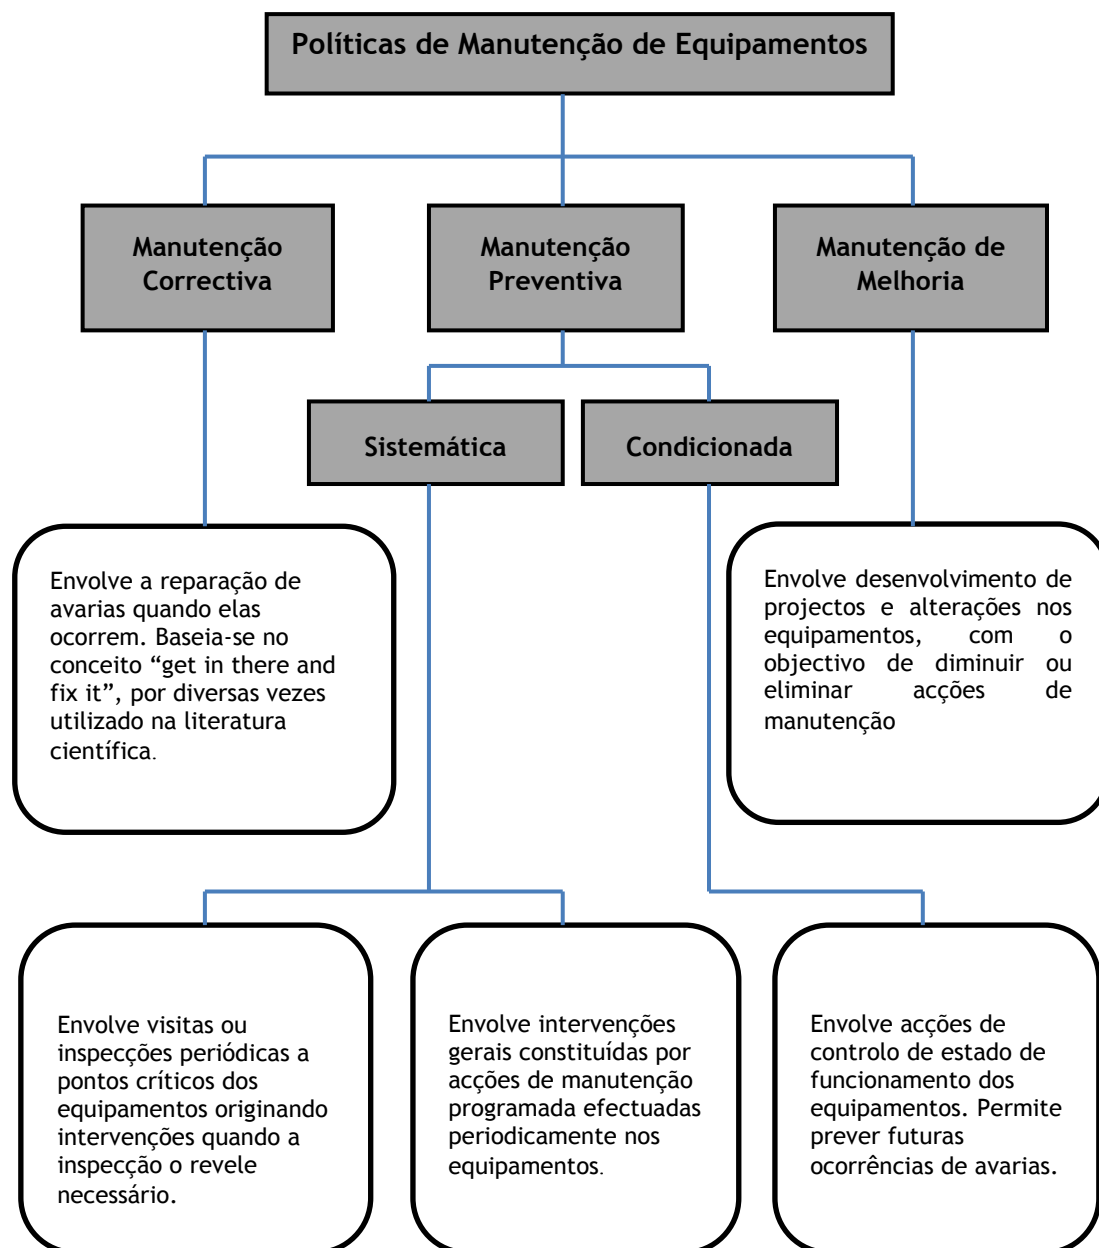 Políticas de Manutenção de Equipamentos
Manutenção
Correctiva
Manutenção
Preventiva
Manutenção de
Melhoria
Sistemática
Condicionada
Envolve a reparação de
avarias quando elas
ocorrem. Baseia-se no
conceito “get in there and
fix it”, por diversas vezes
utilizado na literatura
científica.
Envolve desenvolvimento de
projectos e alterações nos
equipamentos, com o
objectivo de diminuir ou
eliminar acções de
manutenção
Envolve visitas ou
inspecções periódicas a
pontos críticos dos
equipamentos originando
intervenções quando a
inspecção o revele
necessário.
Envolve intervenções
gerais constituídas por
acções de manutenção
programada efectuadas
periodicamente nos
equipamentos.
Envolve acções de
controlo de estado de
funcionamento dos
equipamentos. Permite
prever futuras
ocorrências de avarias.